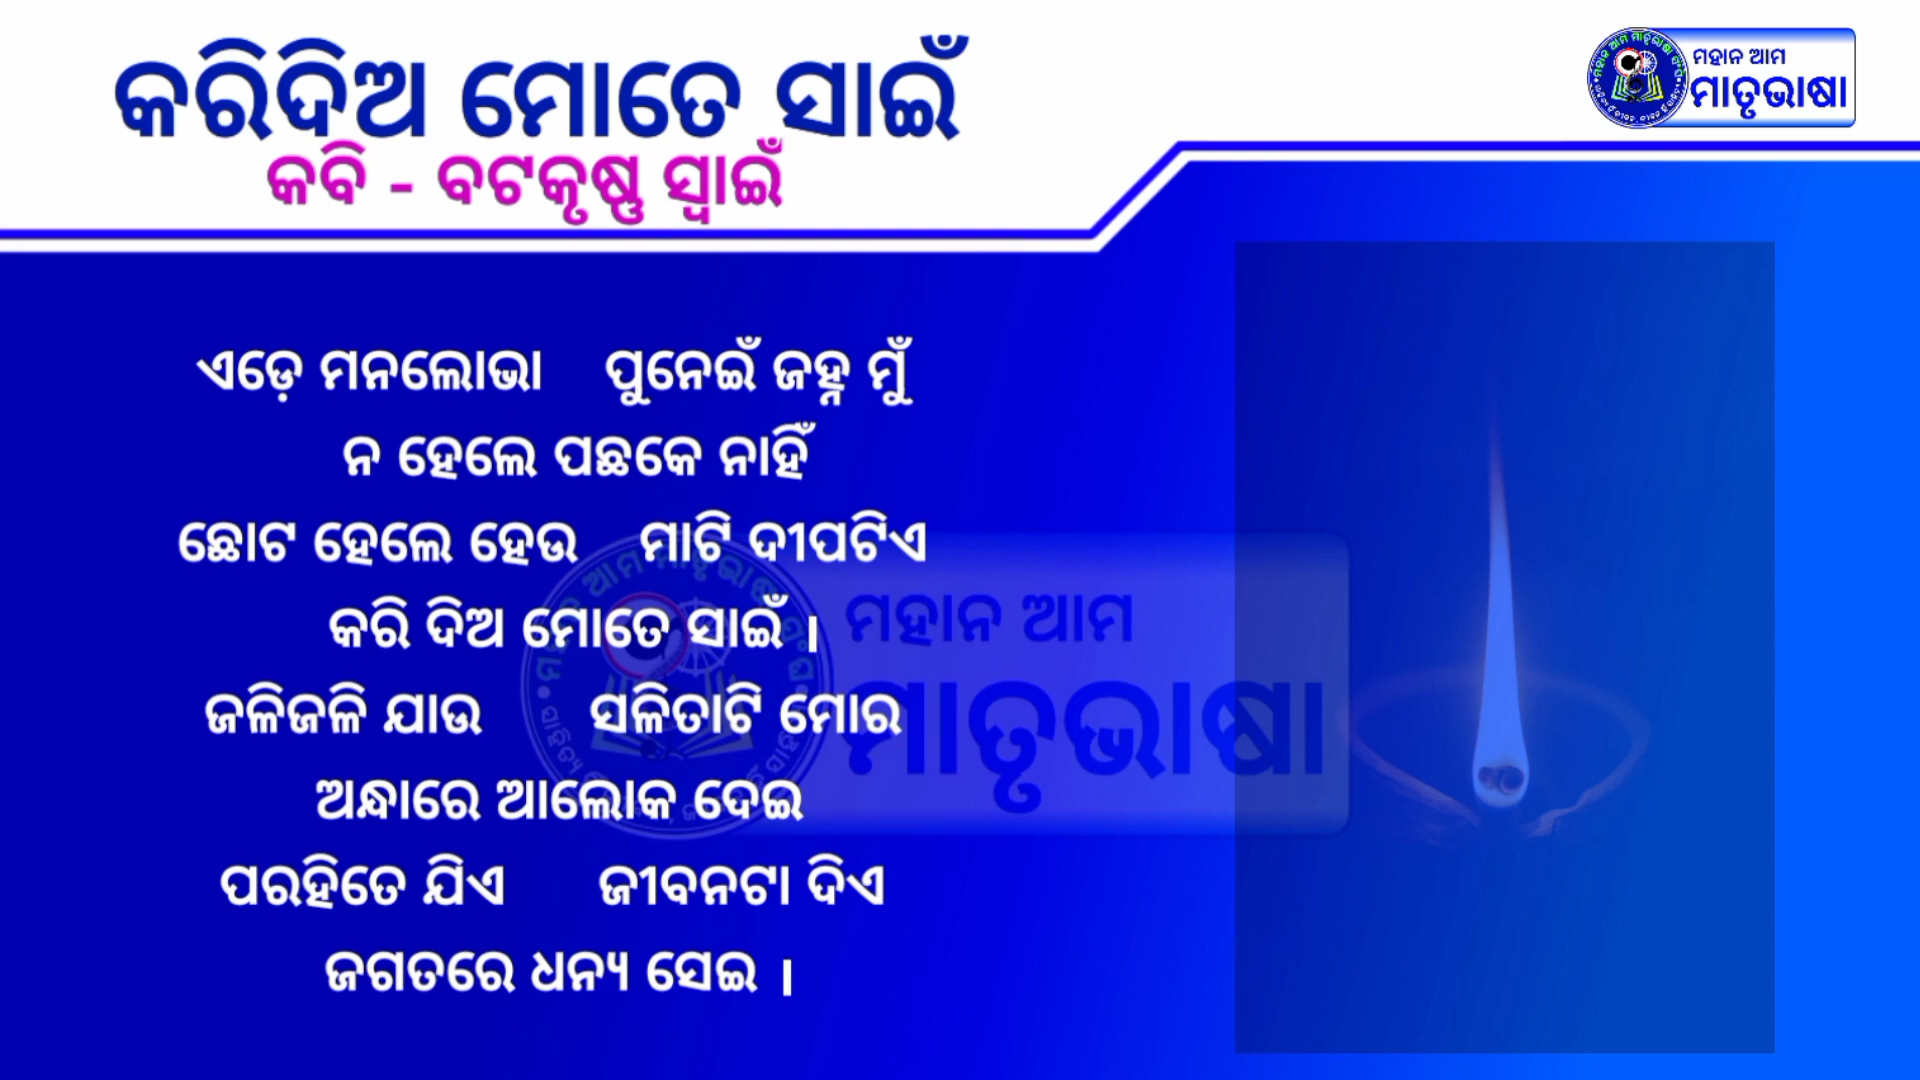 କରିଦିଅ ମୋତେ ସାଇଁ
କବି - ବଟକୃଷ୍ଣ ସ୍ୱାଇଁ
ମହାନ ଆମ
ମାତୃଭାଷା
ଏଡ଼େ ମନଲୋଭା ପୁନେଇଁ ଜହ୍ନ ମୁଁ
ନ ହେଲେ ପଛକେ ନାହିଁ
ଛୋଟ ହେଲେ ହେଉ ମାଟି ଦୀପଟିଏ
କରି ଦିଅ ମୋତେ ସାଇଁ ।
ଜଳିଜଳି ଯାଉ ସଳିତାଟି ମୋର
ଅନ୍ଧାରେ ଆଲୋକ ଦେଇ
ପରହିତେ ଯିଏ ଜୀବନଟା ଦିଏ
ଜଗତରେ ଧନ୍ୟ ସେଇ ।
ମହାନ ଆମ
ମାତୃଭାଷା